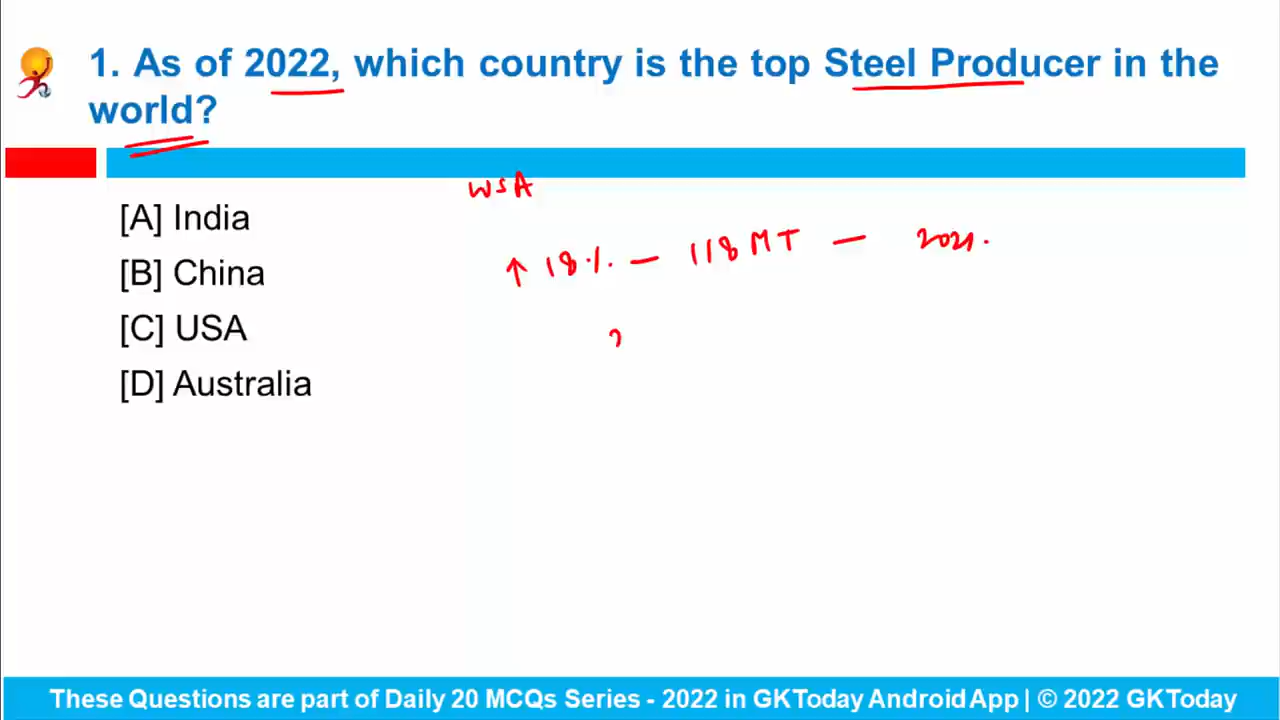 1. As of 2022, which country is the top Steel Producer in the
world?
WSA
[A] India
↑ 18% — 118 MT — 2021.
[B] China
[C] USA
[D] Australia
These Questions are part of Daily 20 MCQs Series - 2022 in GKToday Android App | © 2022 GKToday